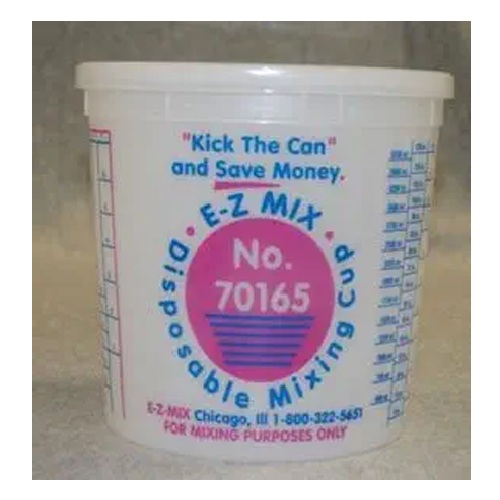 "Kick The Can"
and Save Money.
• E-Z MIX •
Disposable Mixing Cup
No.
70165
E-Z-MIX Chicago, Ill 1-800-322-5651
FOR MIXING PURPOSES ONLY